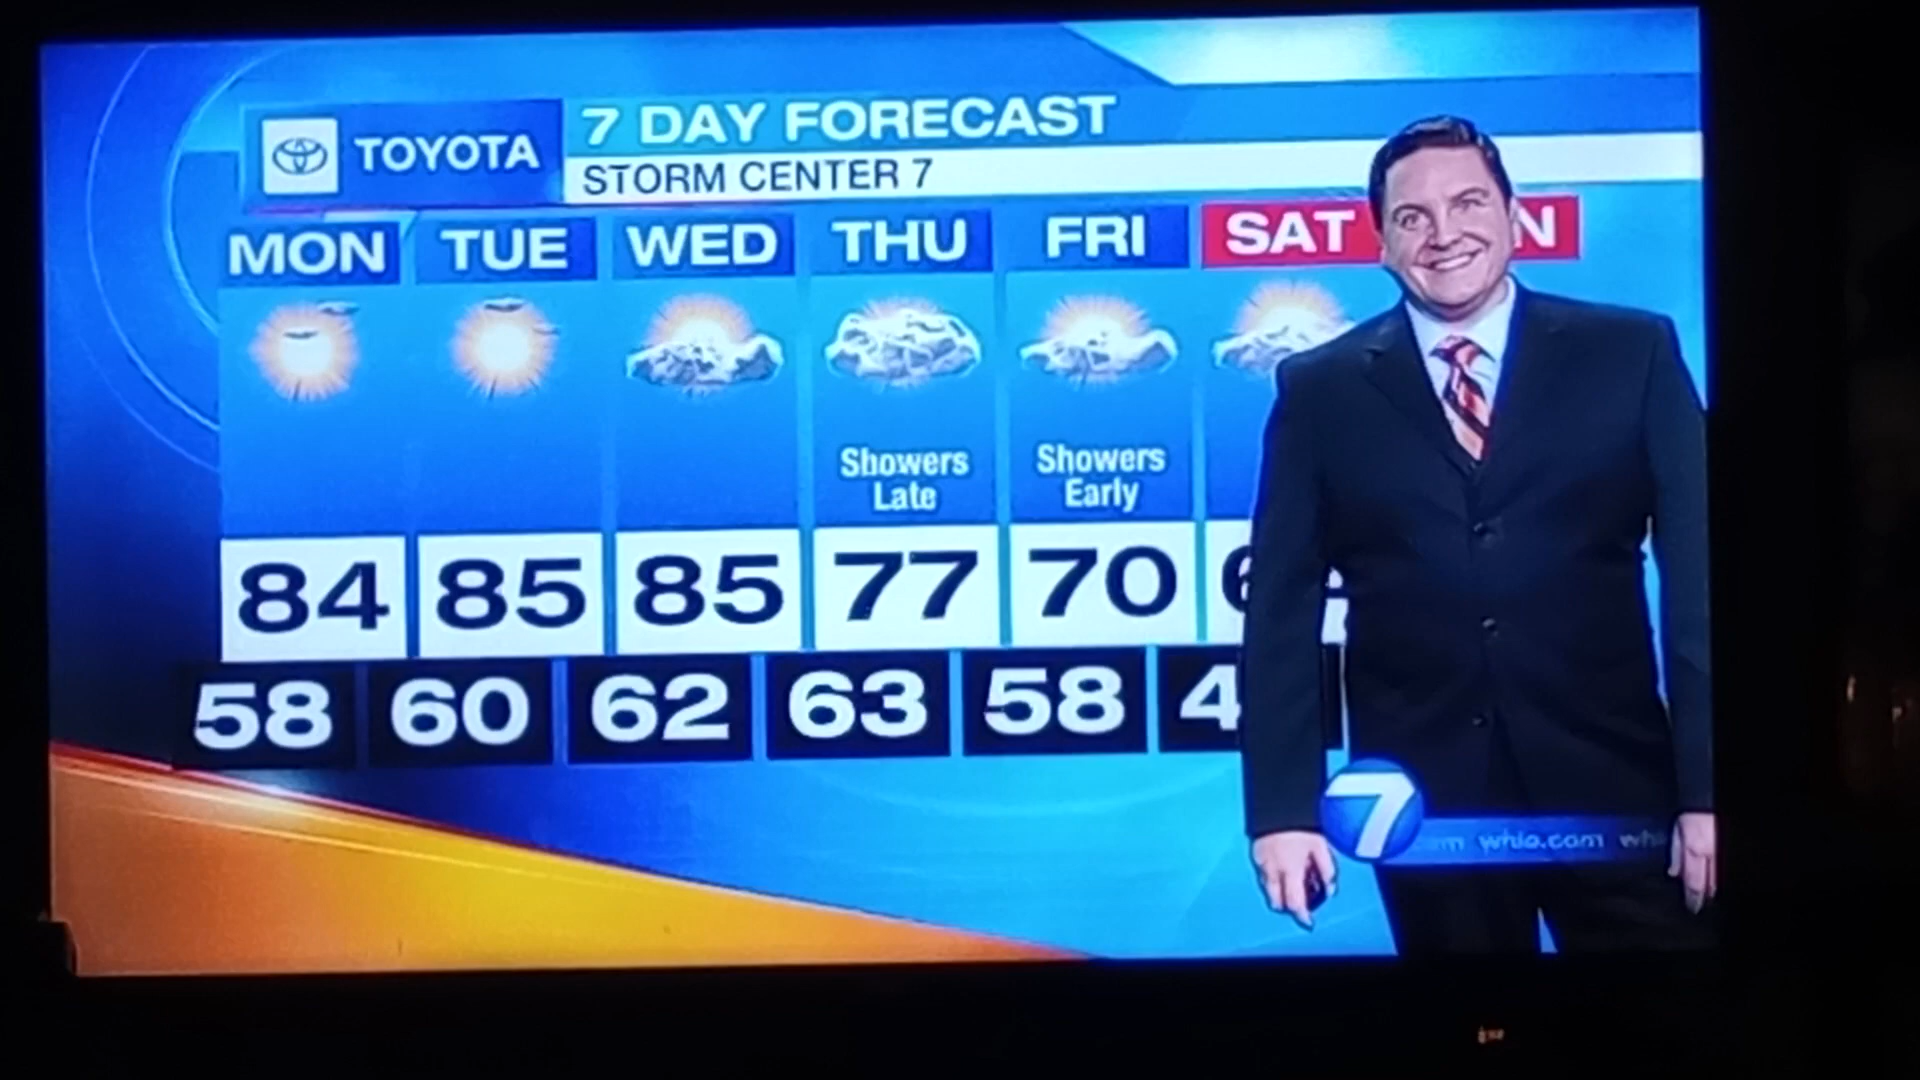 TOYOTA
7 DAY FORECAST
STORM CENTER 7
MON TUE WED THU FRI SAT
Showers Late
Showers Early
84 85 85 77 70
58 60 62 63 58
7
whio.com